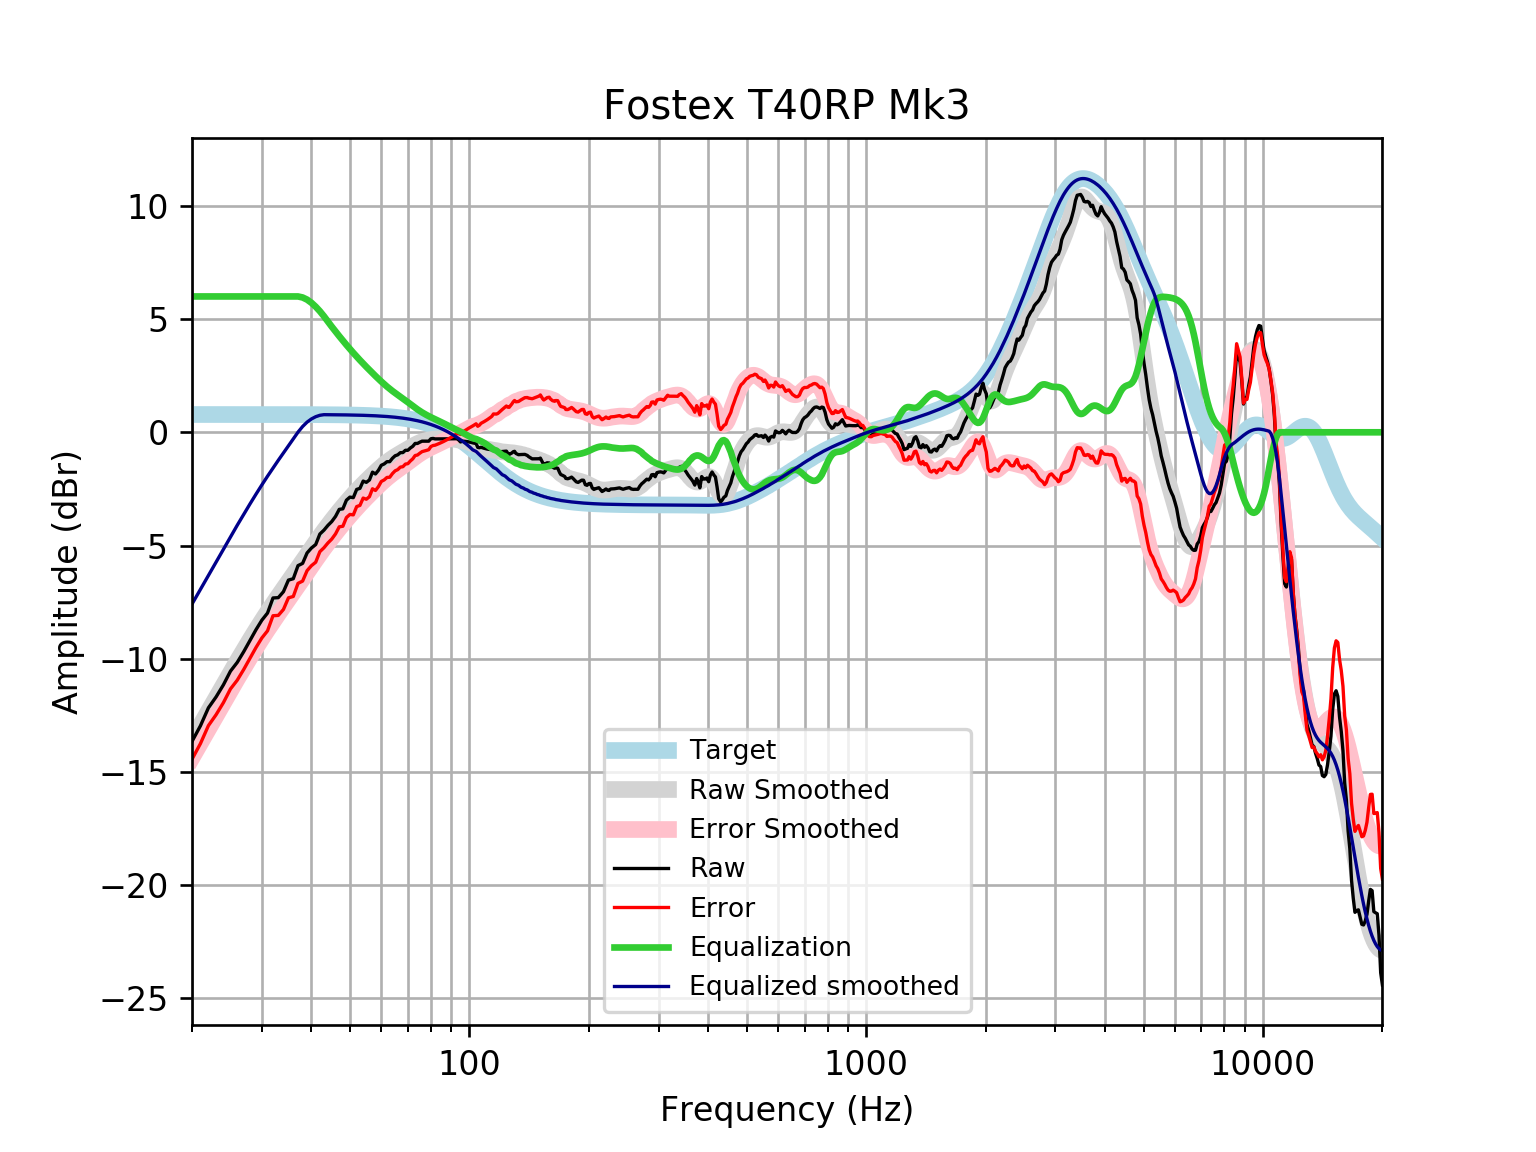 Fostex T40RP Mk3
10
5
0
−5
−10
−15
−20
−25
Amplitude (dBr)
Target
Raw Smoothed
Error Smoothed
Raw
Error
Equalization
Equalized smoothed
100
1000
10000
Frequency (Hz)